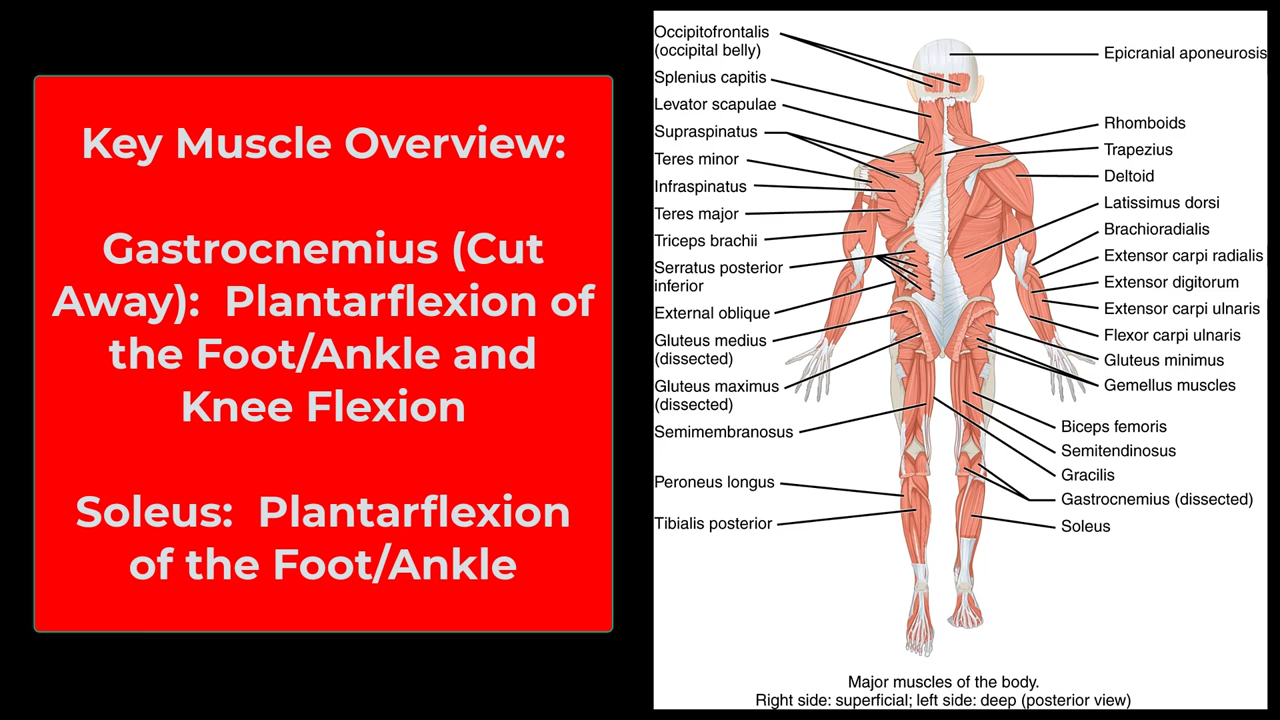 Key Muscle Overview:
Gastrocnemius (Cut
Away):  Plantarflexion of
the Foot/Ankle and
Knee Flexion
Soleus:  Plantarflexion
of the Foot/Ankle
Occipitofrontalis
(occipital belly)
Splenius capitis
Levator scapulae
Supraspinatus
Teres minor
Infraspinatus
Teres major
Triceps brachii
Serratus posterior
inferior
External oblique
Gluteus medius
(dissected)
Gluteus maximus
(dissected)
Semimembranosus
Peroneus longus
Tibialis posterior
Epicranial aponeurosis
Rhomboids
Trapezius
Deltoid
Latissimus dorsi
Brachioradialis
Extensor carpi radialis
Extensor digitorum
Extensor carpi ulnaris
Flexor carpi ulnaris
Gluteus minimus
Gemellus muscles
Biceps femoris
Semitendinosus
Gracilis
Gastrocnemius (dissected)
Soleus
Major muscles of the body.
Right side: superficial; left side: deep (posterior view)